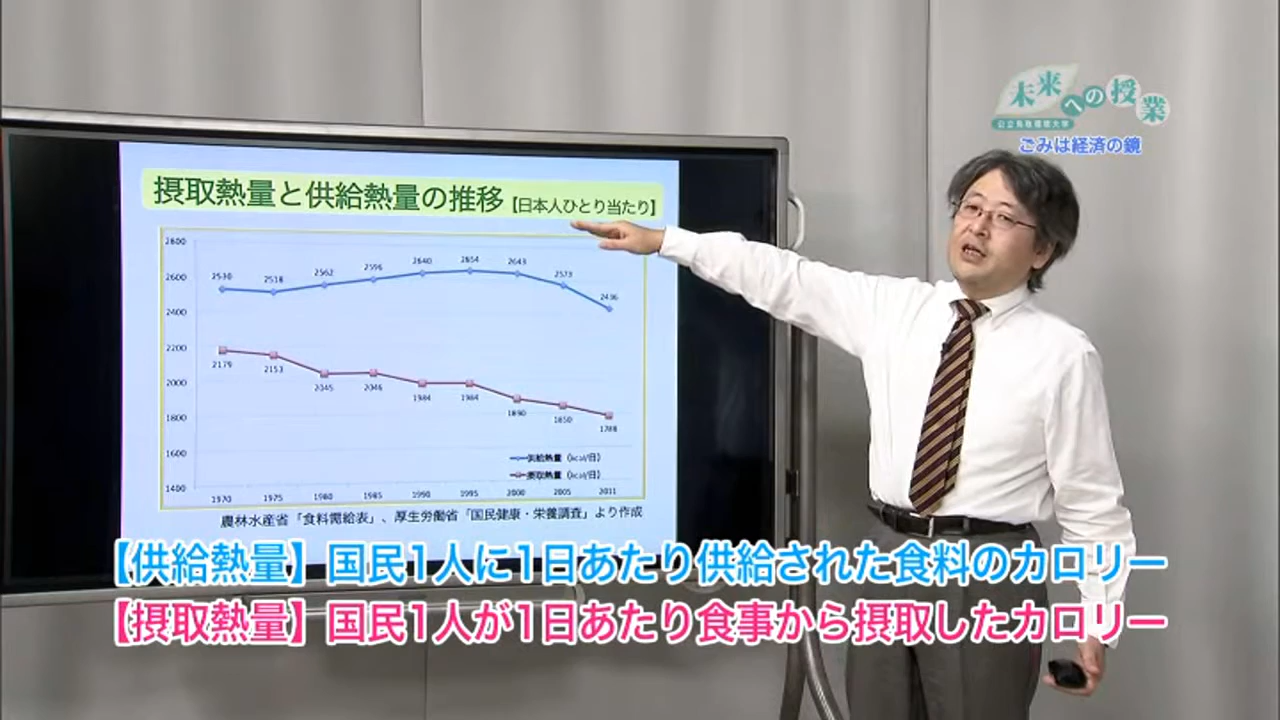 未来への授業
公立鳥取環境大学
ごみは経済の鏡
摂取熱量と供給熱量の推移【日本人ひとり当たり】
2800
2600
2400
2200
2000
1800
1600
1400
2530 2518 2562 2596 2640 2654 2643 2573 2436
2179 2153 2045 2046 1984 1984 1890 1850 1788
供給熱量（kcal/日）
摂取熱量（kcal/日）
1970 1975 1980 1985 1990 1995 2000 2005 2011
農林水産省「食料需給表」、厚生労働省「国民健康・栄養調査」より作成
【供給熱量】国民1人に1日あたり供給された食料のカロリー
【摂取熱量】国民1人が1日あたり食事から摂取したカロリー